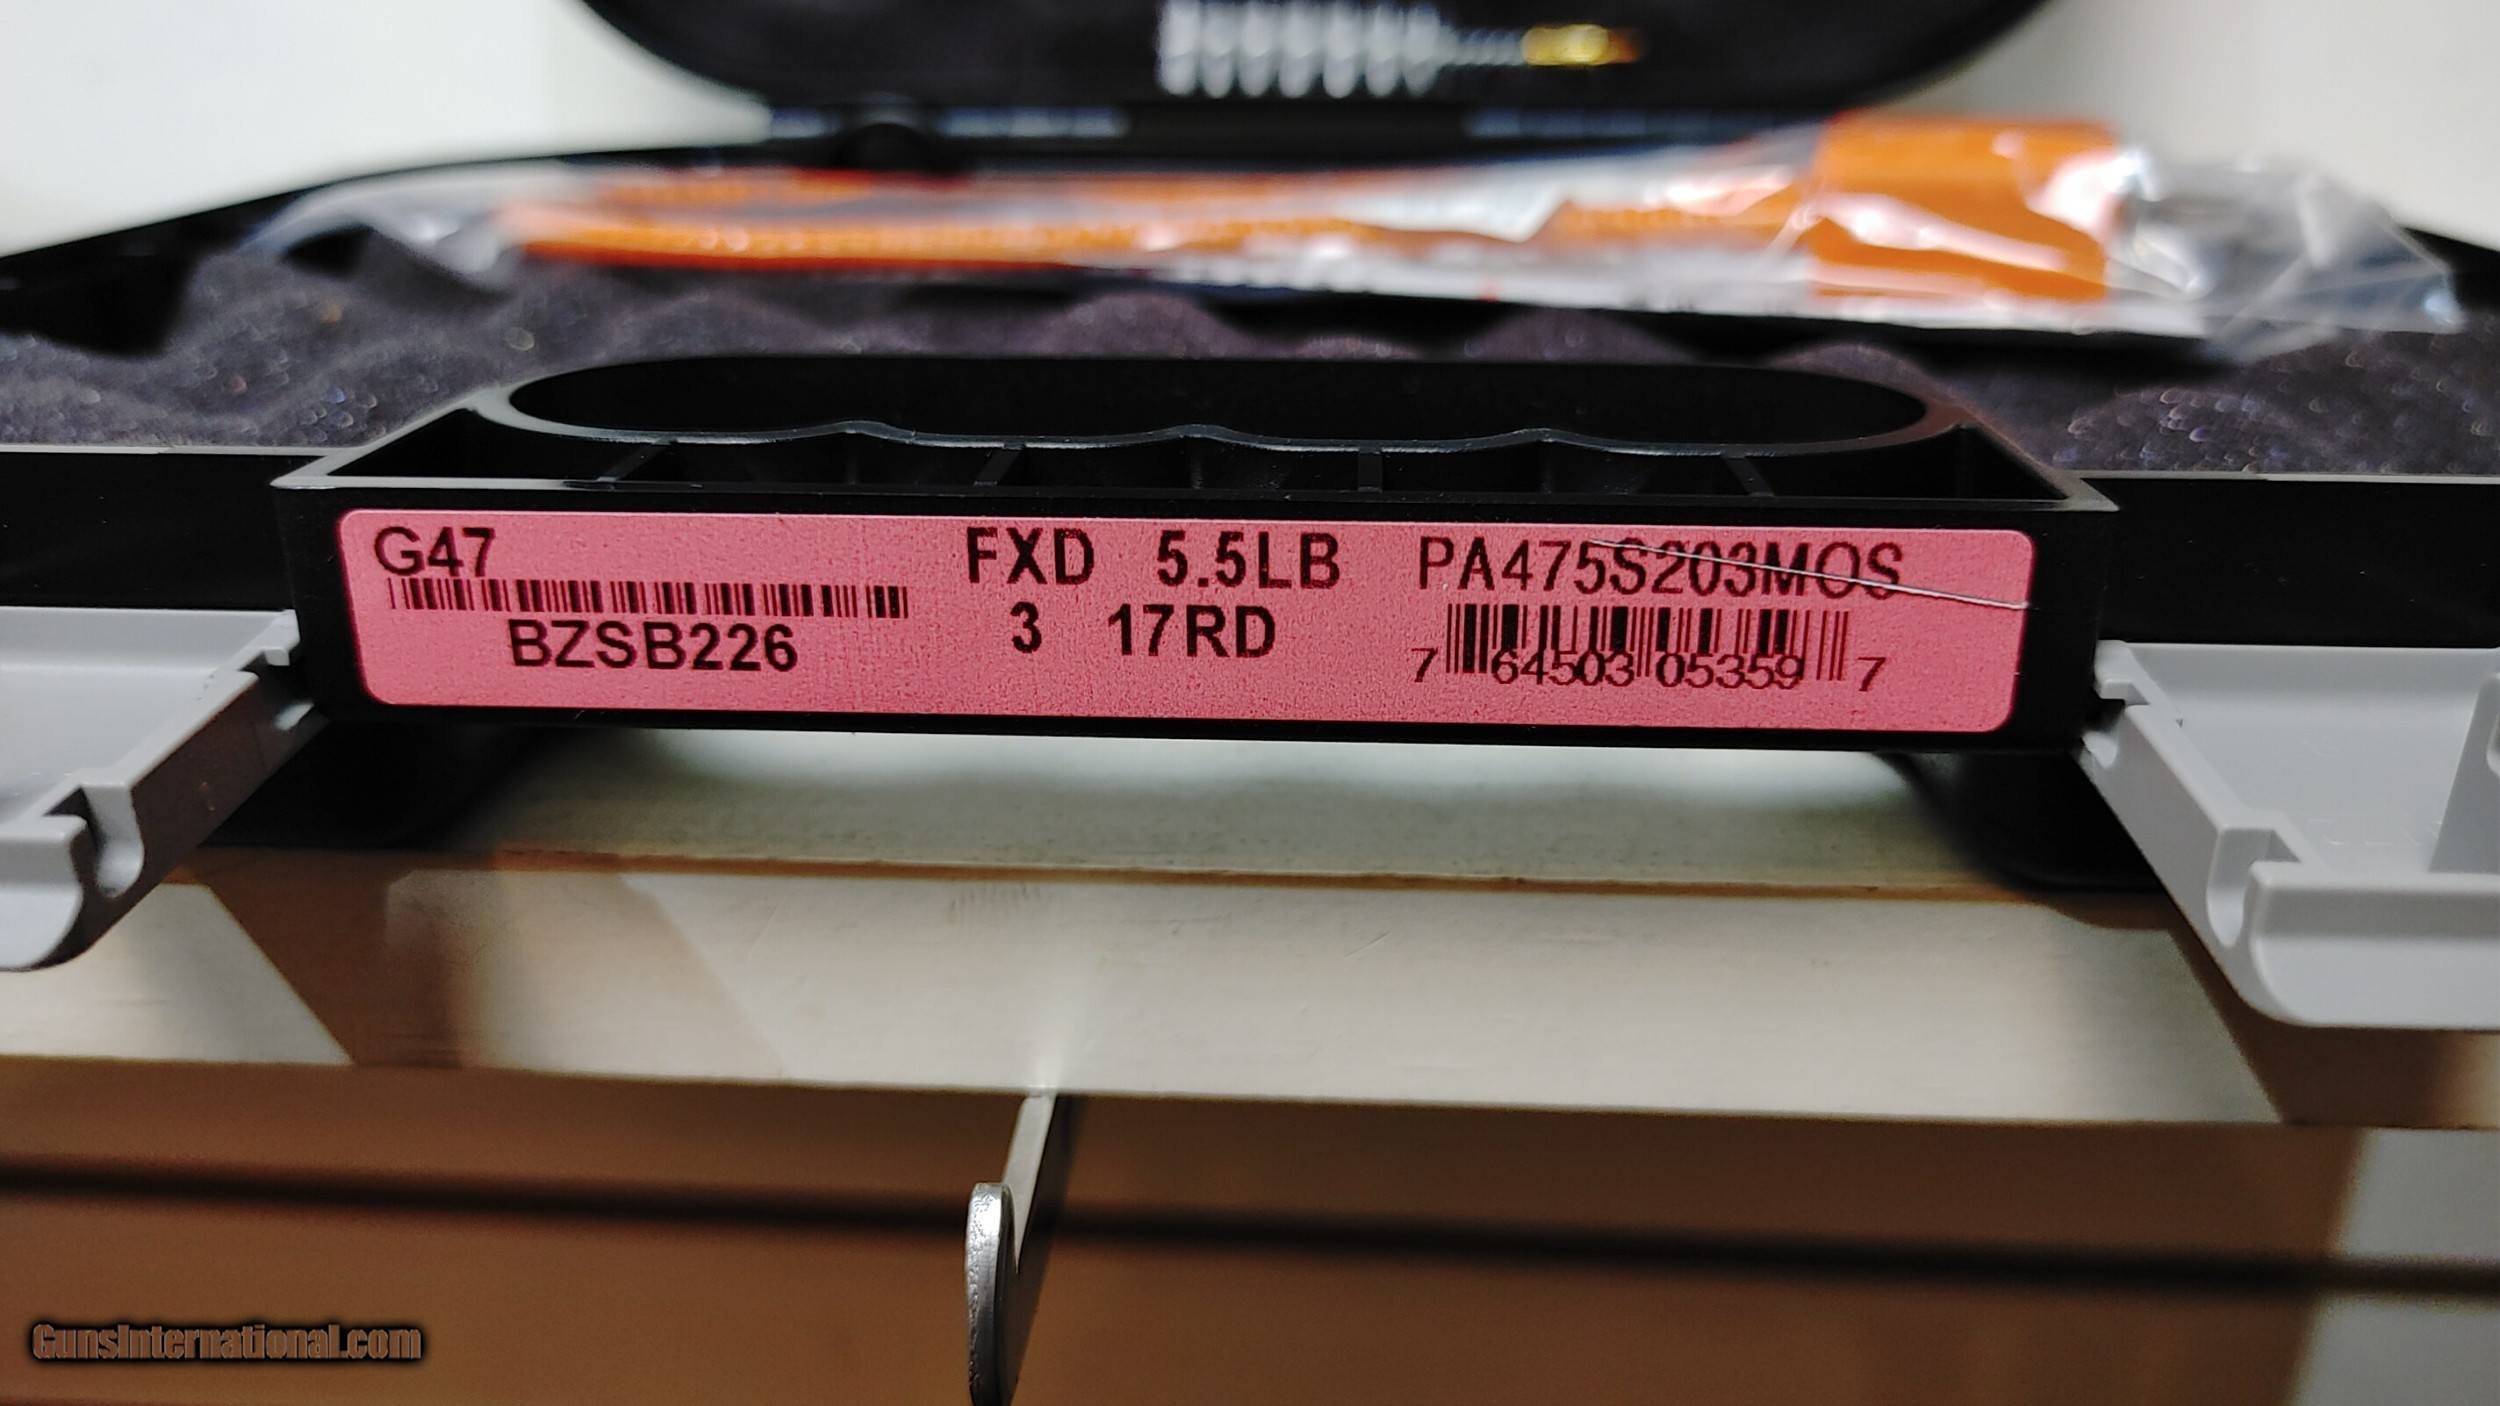 G47
BZSB226
FXD 5.5LB
3 17RD
PA475S203MOS
7 64503 05359 7
GunsInternational.com